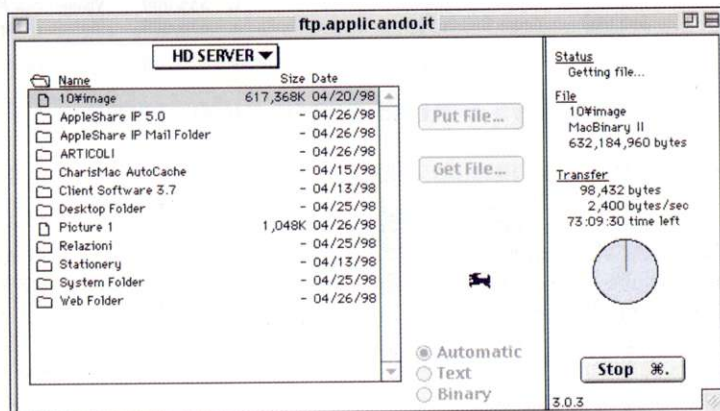 ftp.applicando.it
HD SERVER
Name Size Date
10¥image 617,368K 04/20/98
AppleShare IP 5.0 - 04/26/98
AppleShare IP Mail Folder - 04/26/98
ARTICOLI - 04/26/98
CharisMac AutoCache - 04/15/98
Client Software 3.7 - 04/13/98
Desktop Folder - 04/25/98
Picture 1 1,048K 04/26/98
Relazioni - 04/25/98
Stationery - 04/13/98
System Folder - 04/25/98
Web Folder - 04/26/98
Put File...
Get File...
Automatic
Text
Binary
Status
Getting file...
File
10¥image
MacBinary II
632,184,960 bytes
Transfer
98,432 bytes
2,400 bytes/sec
73:09:30 time left
Stop ⌘.
3.0.3